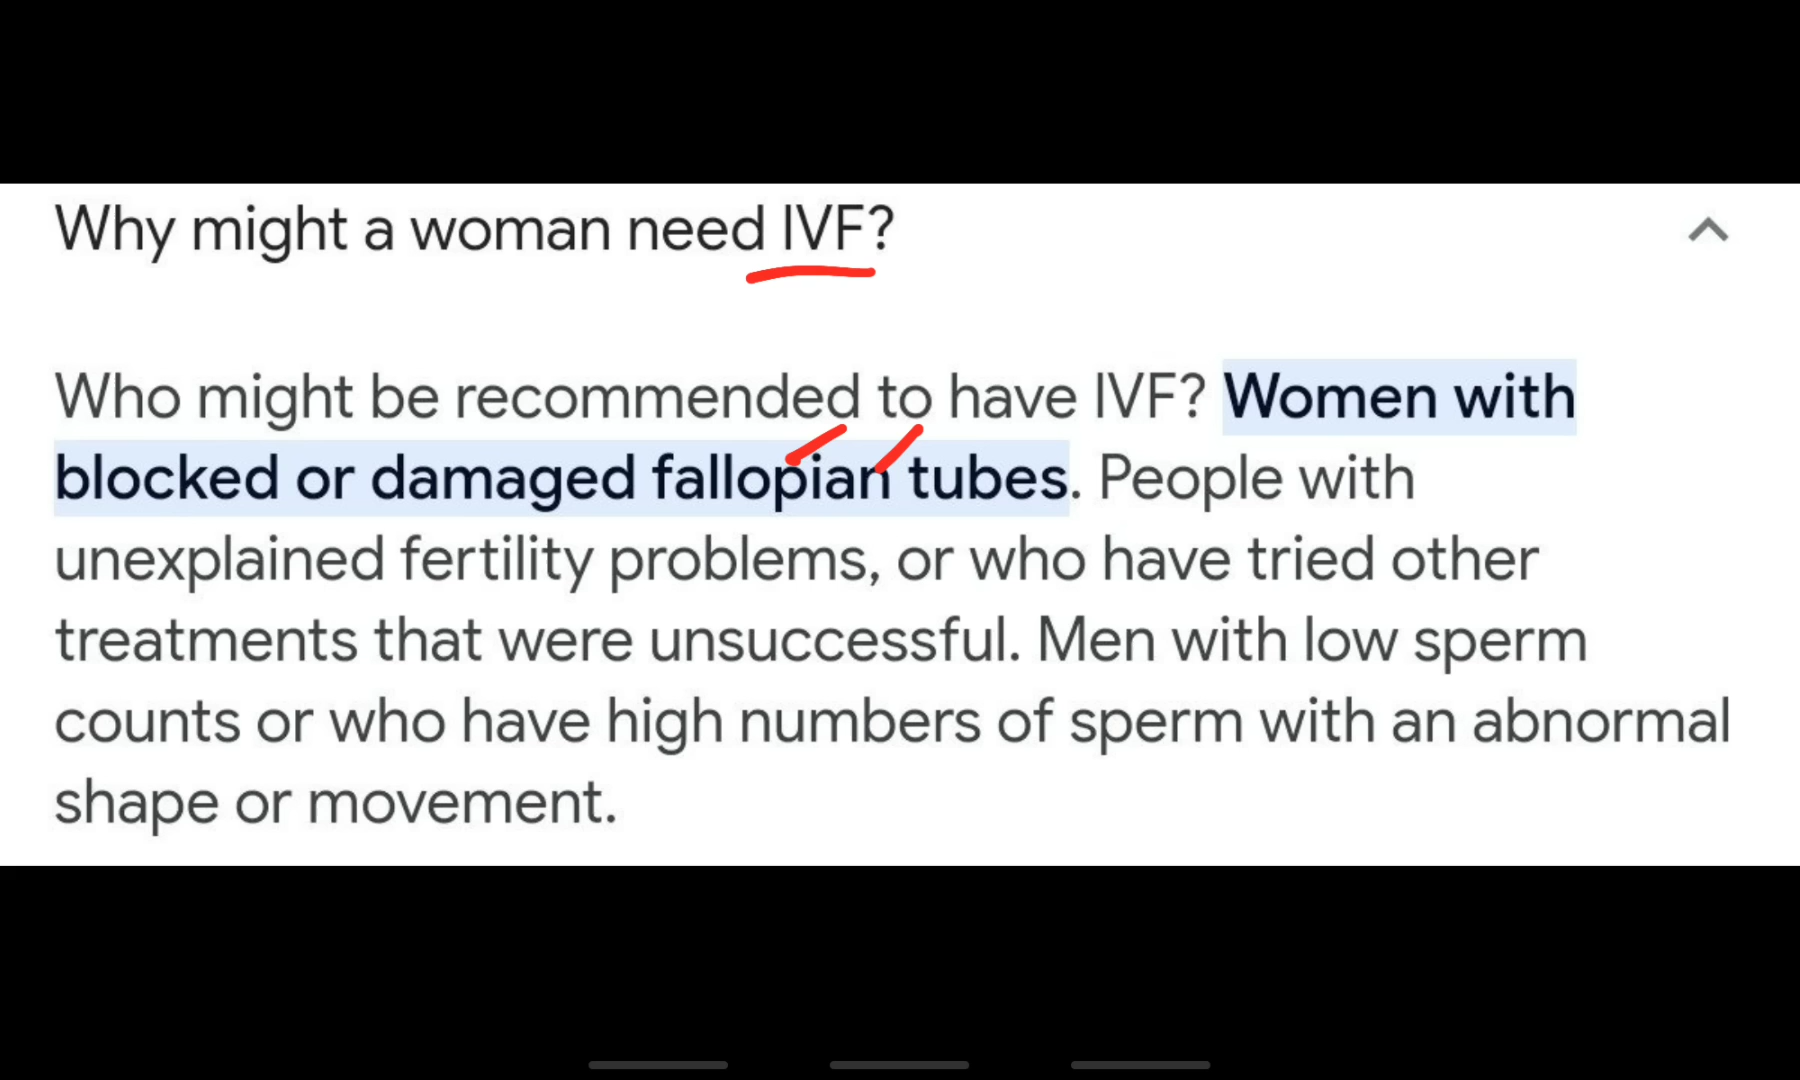 Why might a woman need IVF?
Who might be recommended to have IVF? Women with
blocked or damaged fallopian tubes. People with
unexplained fertility problems, or who have tried other
treatments that were unsuccessful. Men with low sperm
counts or who have high numbers of sperm with an abnormal
shape or movement.